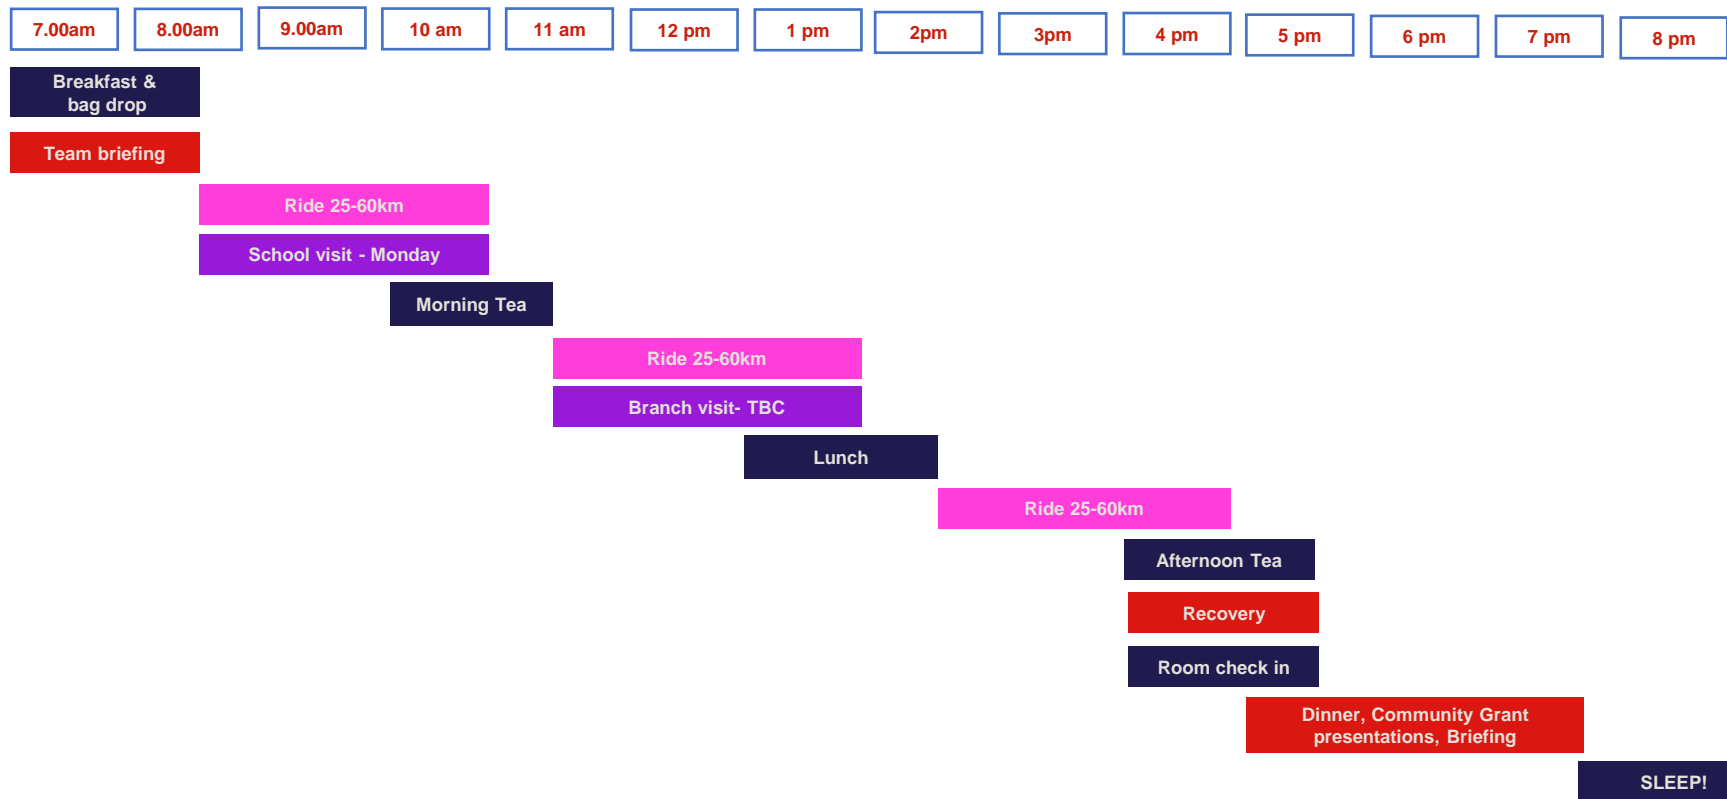 7.00am 8.00am 9.00am 10 am 11 am 12 pm 1 pm 2pm 3pm 4 pm 5 pm 6 pm 7 pm 8 pm
Breakfast &
bag drop
Team briefing
Ride 25-60km
School visit - Monday
Morning Tea
Ride 25-60km
Branch visit- TBC
Lunch
Ride 25-60km
Afternoon Tea
Recovery
Room check in
Dinner, Community Grant
presentations, Briefing
SLEEP!